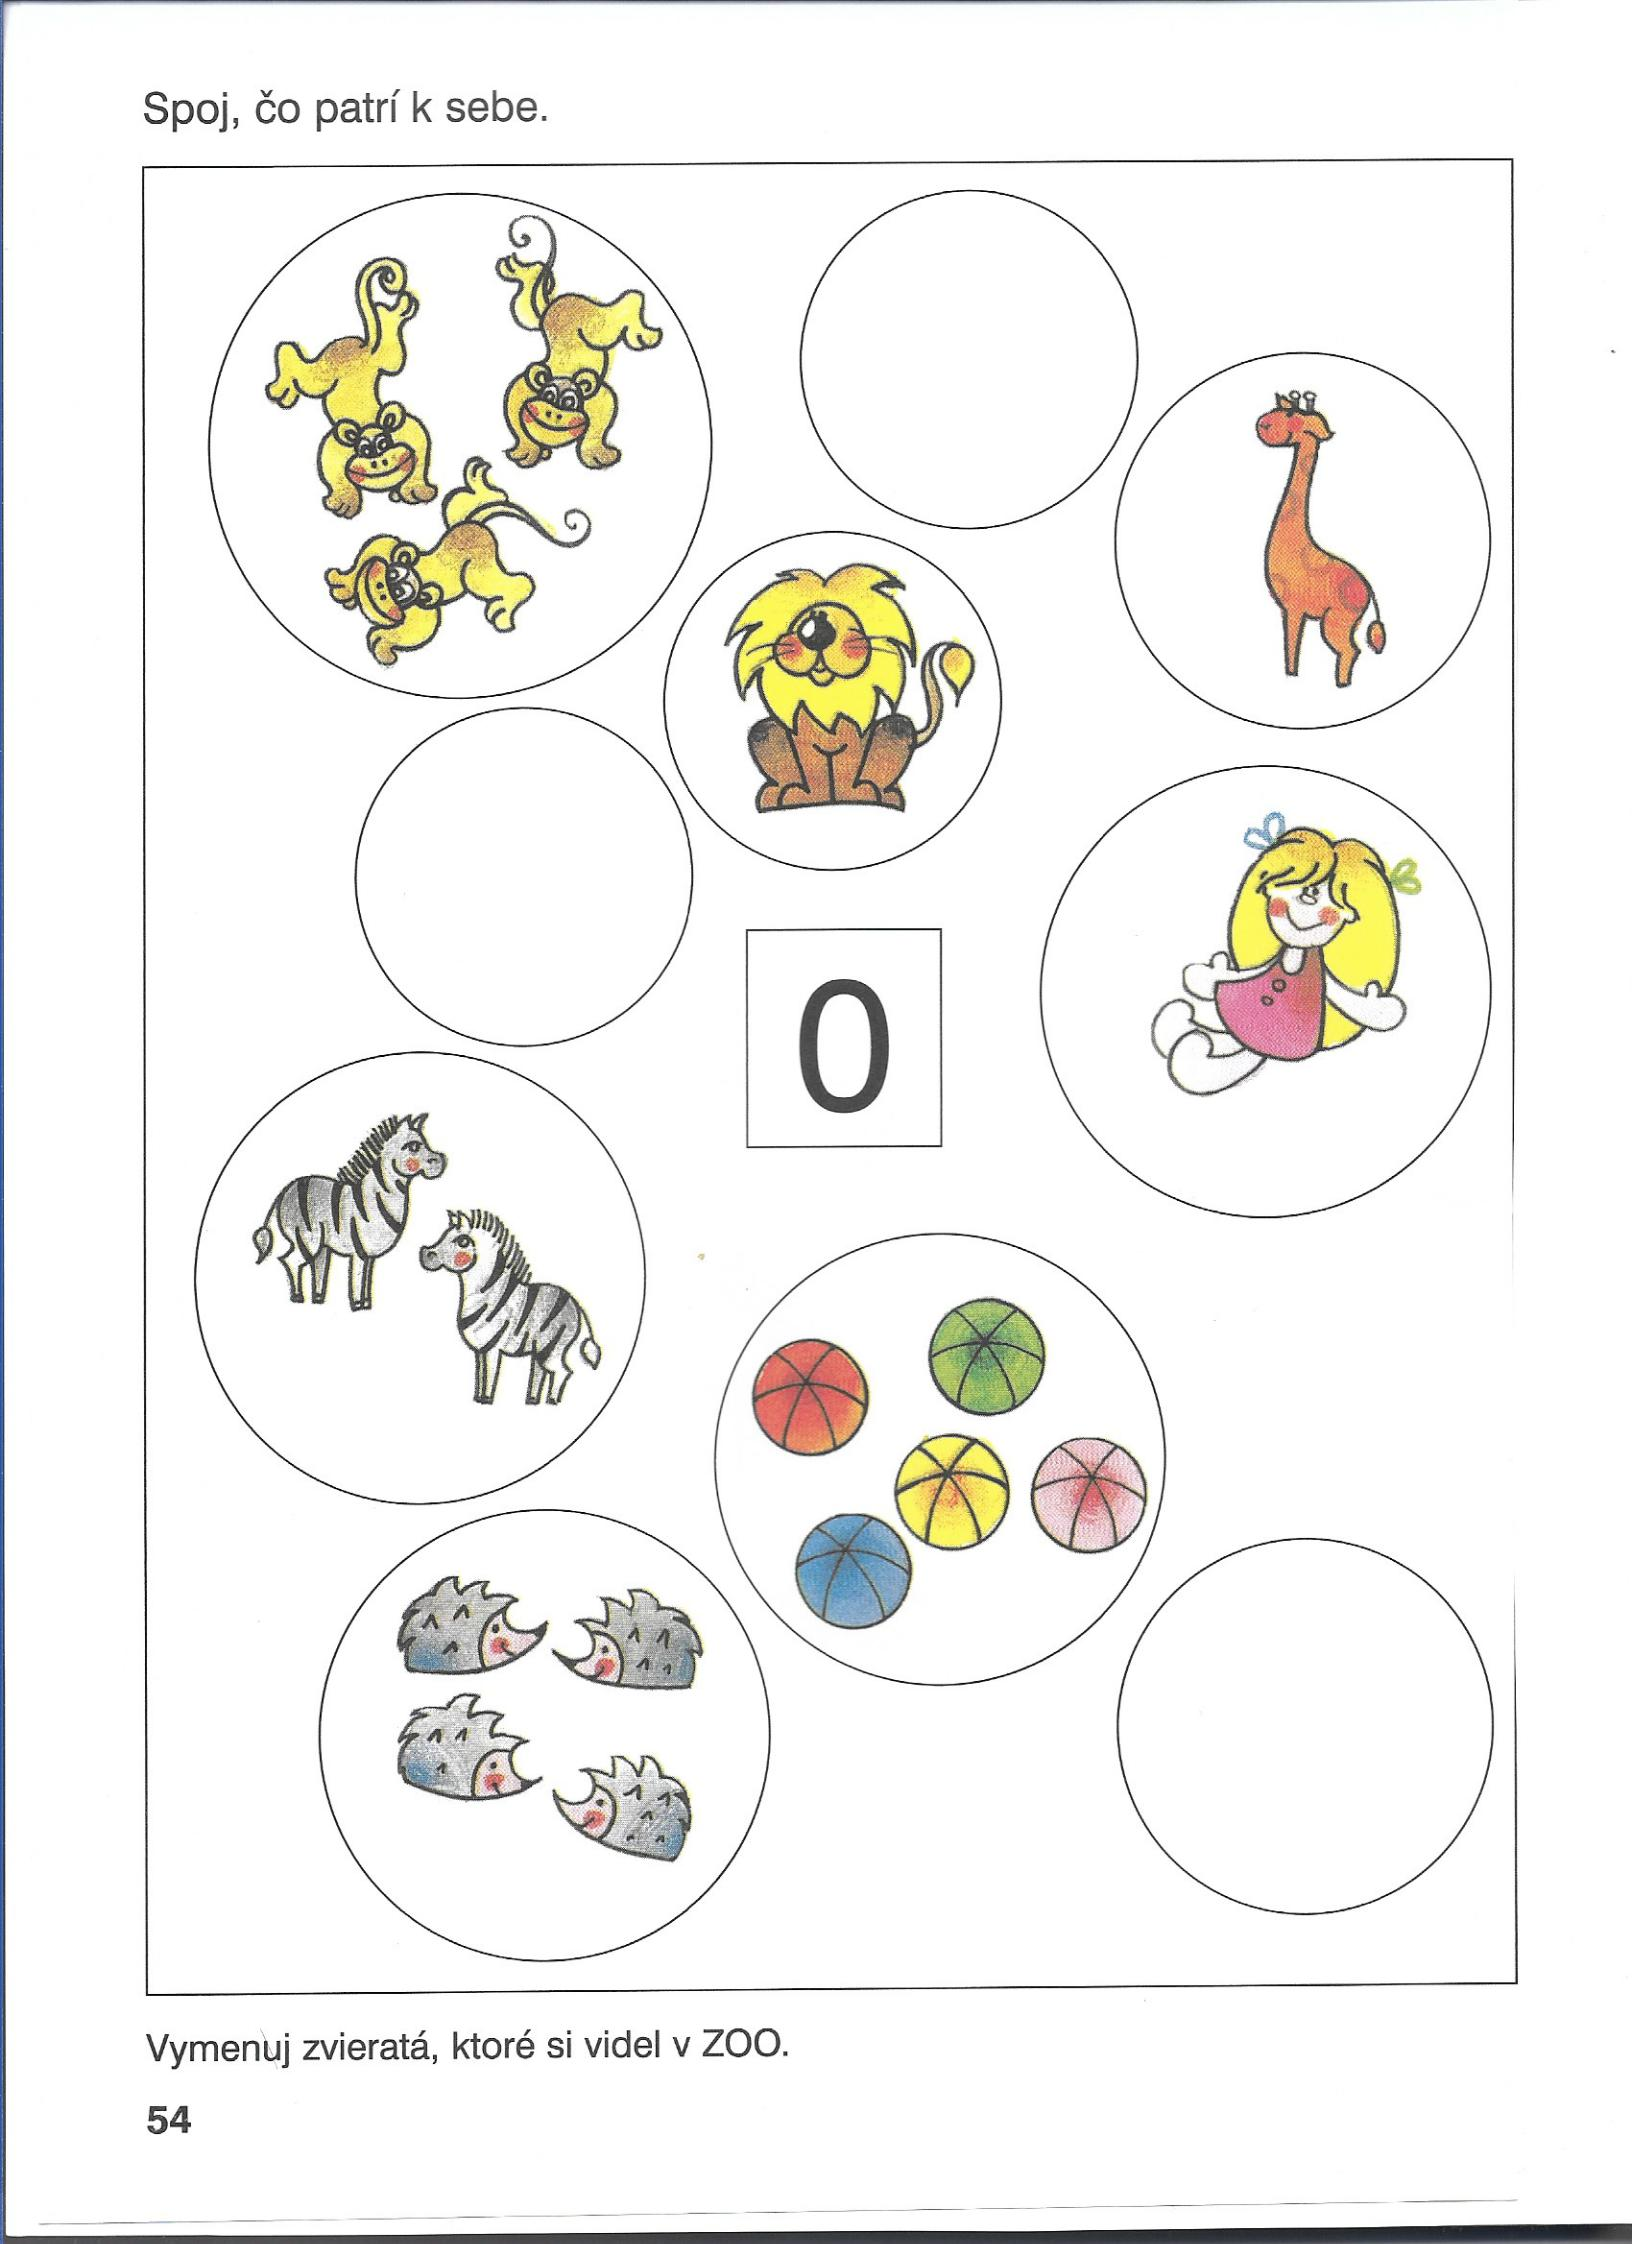 Spoj, čo patrí k sebe.
0
Vymenuj zvieratá, ktoré si videl v ZOO.
54